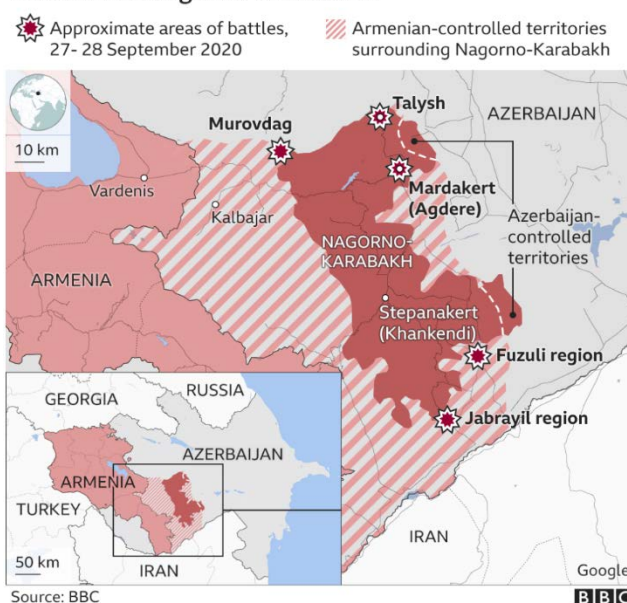 Approximate areas of battles,
27- 28 September 2020
Armenian-controlled territories
surrounding Nagorno-Karabakh
10 km
Talysh
AZERBAIJAN
Murovdag
Vardenis
Mardakert
(Agdere)
Kalbajar
NAGORNO-
KARABAKH
Azerbaijan-
controlled
territories
ARMENIA
Stepanakert
(Khankendi)
Fuzuli region
Jabrayil region
RUSSIA
GEORGIA
AZERBAIJAN
ARMENIA
TURKEY
IRAN
50 km
IRAN
Google
Source: BBC
BBC